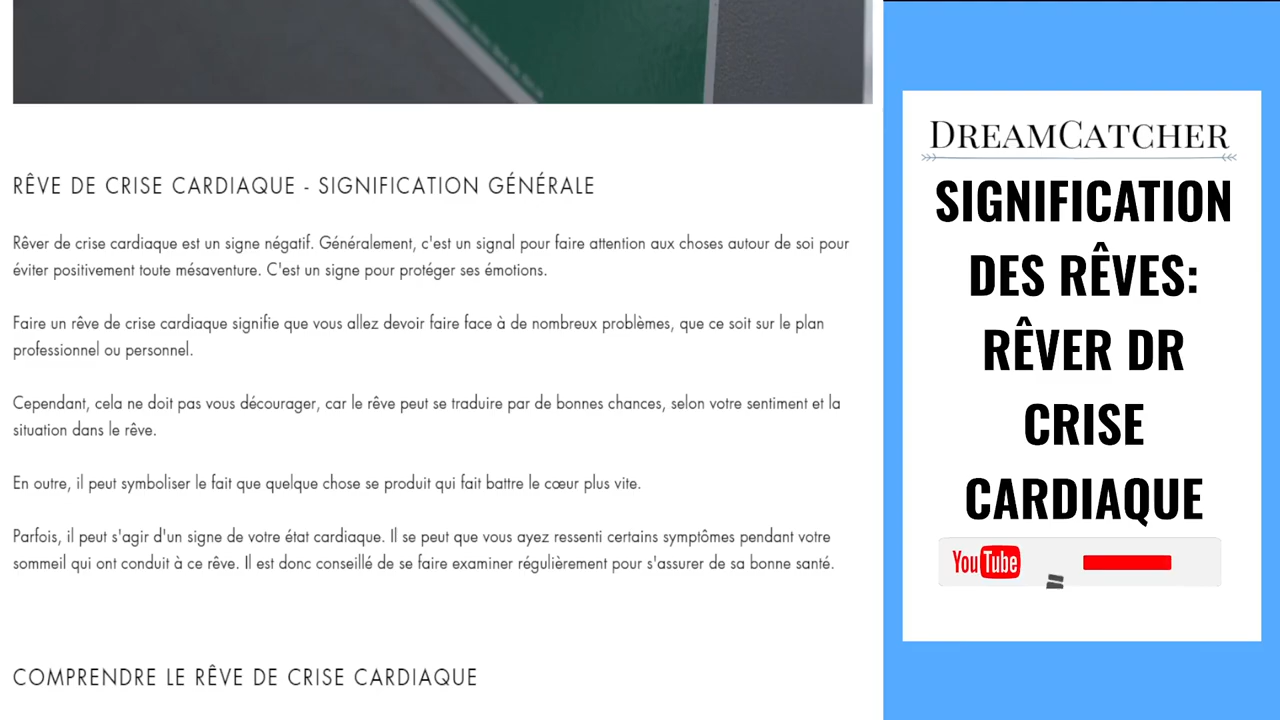 RÊVE DE CRISE CARDIAQUE - SIGNIFICATION GÉNÉRALE
Rêver de crise cardiaque est un signe négatif. Généralement, c'est un signal pour faire attention aux choses autour de soi pour
éviter positivement toute mésaventure. C'est un signe pour protéger ses émotions.
Faire un rêve de crise cardiaque signifie que vous allez devoir faire face à de nombreux problèmes, que ce soit sur le plan
professionnel ou personnel.
Cependant, cela ne doit pas vous décourager, car le rêve peut se traduire par de bonnes chances, selon votre sentiment et la
situation dans le rêve.
En outre, il peut symboliser le fait que quelque chose se produit qui fait battre le cœur plus vite.
Parfois, il peut s'agir d'un signe de votre état cardiaque. Il se peut que vous ayez ressenti certains symptômes pendant votre
sommeil qui ont conduit à ce rêve. Il est donc conseillé de se faire examiner régulièrement pour s'assurer de sa bonne santé.
COMPRENDRE LE RÊVE DE CRISE CARDIAQUE
DREAMCATCHER
SIGNIFICATION
DES RÊVES:
RÊVER DR
CRISE
CARDIAQUE
YouTube